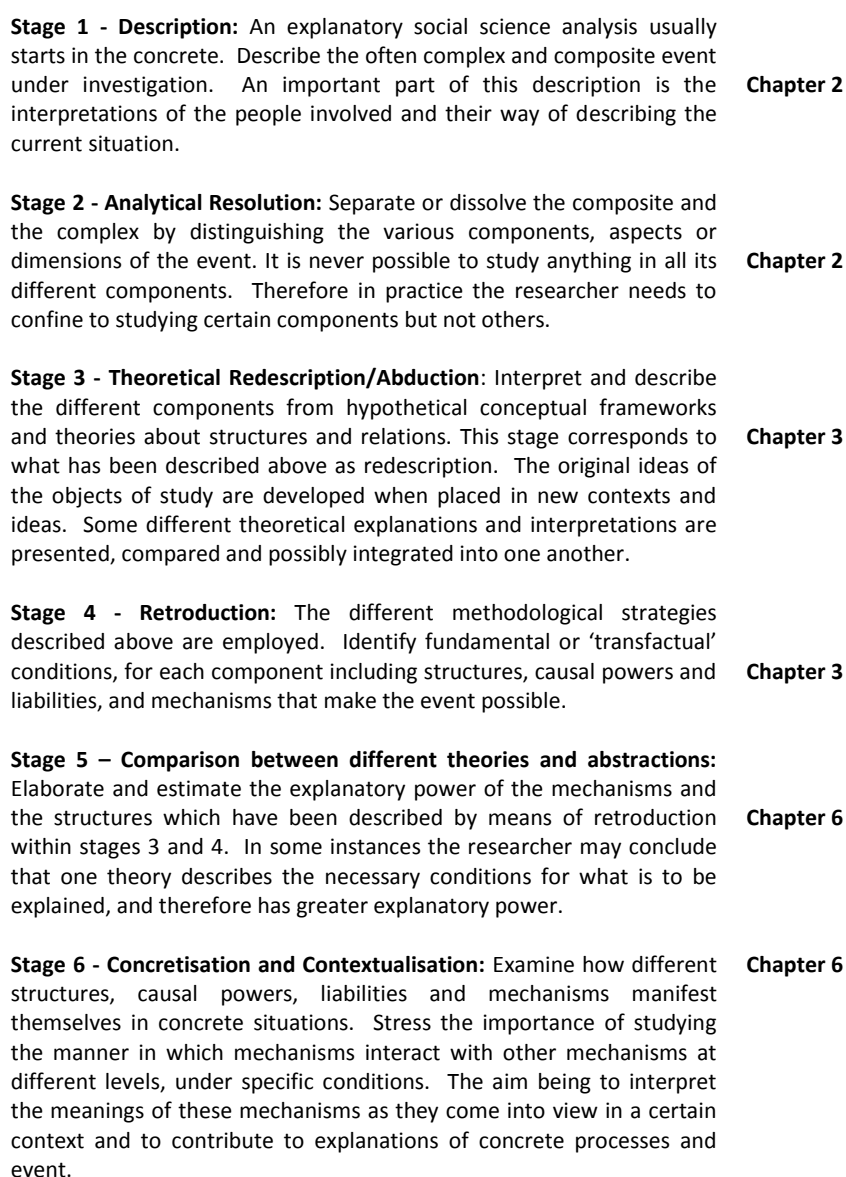 Stage 1 - Description: An explanatory social science analysis usually
starts in the concrete. Describe the often complex and composite event
under investigation. An important part of this description is the Chapter 2
interpretations of the people involved and their way of describing the
current situation.
Stage 2 - Analytical Resolution: Separate or dissolve the composite and
the complex by distinguishing the various components, aspects or
dimensions of the event. It is never possible to study anything in all its Chapter 2
different components. Therefore in practice the researcher needs to
confine to studying certain components but not others.
Stage 3 - Theoretical Redescription/Abduction: Interpret and describe
the different components from hypothetical conceptual frameworks
and theories about structures and relations. This stage corresponds to Chapter 3
what has been described above as redescription. The original ideas of
the objects of study are developed when placed in new contexts and
ideas. Some different theoretical explanations and interpretations are
presented, compared and possibly integrated into one another.
Stage 4 - Retroduction: The different methodological strategies
described above are employed. Identify fundamental or ‘transfactual’
conditions, for each component including structures, causal powers and Chapter 3
liabilities, and mechanisms that make the event possible.
Stage 5 – Comparison between different theories and abstractions:
Elaborate and estimate the explanatory power of the mechanisms and
the structures which have been described by means of retroduction Chapter 6
within stages 3 and 4. In some instances the researcher may conclude
that one theory describes the necessary conditions for what is to be
explained, and therefore has greater explanatory power.
Stage 6 - Concretisation and Contextualisation: Examine how different Chapter 6
structures, causal powers, liabilities and mechanisms manifest
themselves in concrete situations. Stress the importance of studying
the manner in which mechanisms interact with other mechanisms at
different levels, under specific conditions. The aim being to interpret
the meanings of these mechanisms as they come into view in a certain
context and to contribute to explanations of concrete processes and
event.